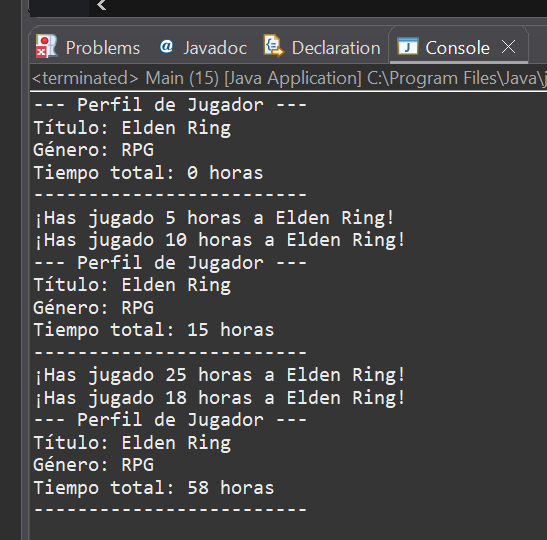 Problems @ Javadoc Declaration Console
<terminated> Main (15) [Java Application] C:\Program Files\Java\j
--- Perfil de Jugador ---
Título: Elden Ring
Género: RPG
Tiempo total: 0 horas
-------------------------
¡Has jugado 5 horas a Elden Ring!
¡Has jugado 10 horas a Elden Ring!
--- Perfil de Jugador ---
Título: Elden Ring
Género: RPG
Tiempo total: 15 horas
-------------------------
¡Has jugado 25 horas a Elden Ring!
¡Has jugado 18 horas a Elden Ring!
--- Perfil de Jugador ---
Título: Elden Ring
Género: RPG
Tiempo total: 58 horas
-------------------------